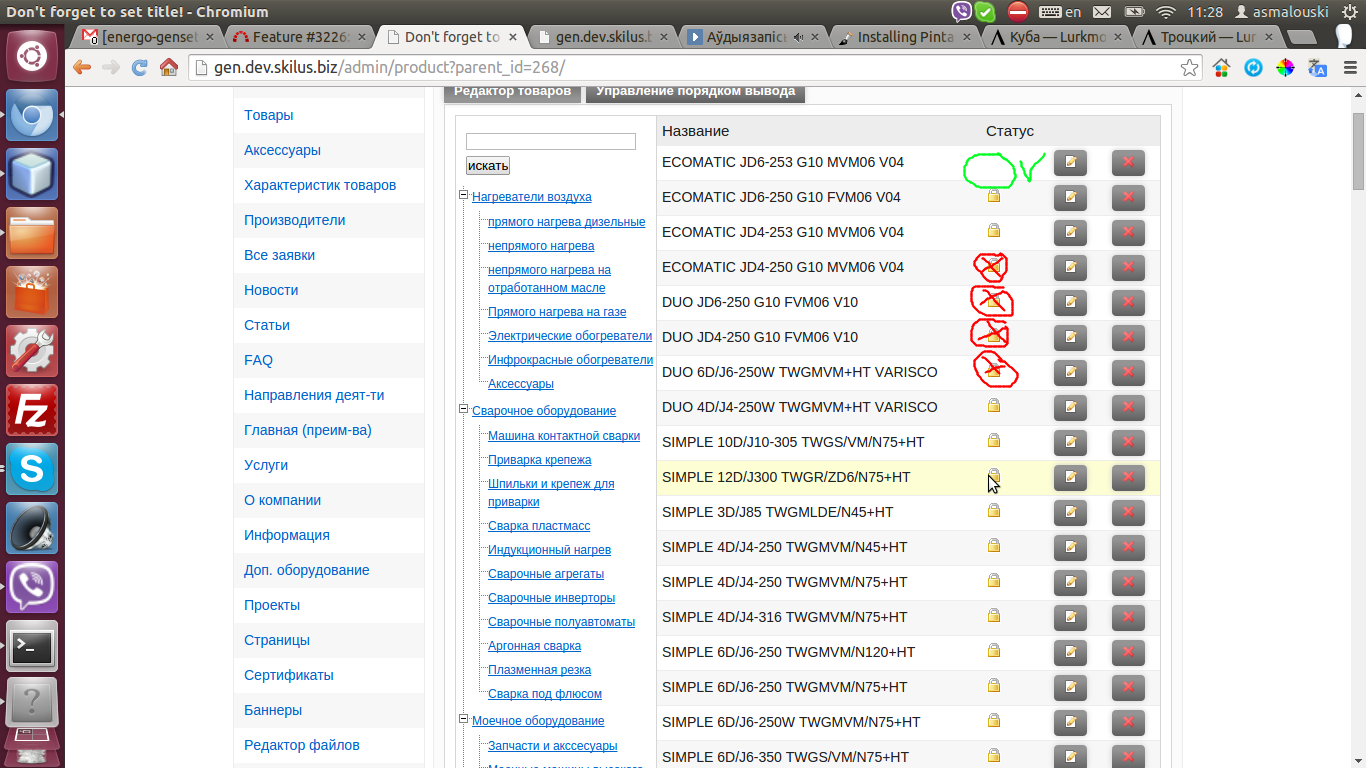 Don't forget to set title! - Chromium
en
11:28
asmalouski
[energo-genset
Feature #3226:
Don't forget to
gen.dev.skilus.b
Аўдыязапісы
Installing Pinta
Куба — Lurkmo
Троцкий — Lur
gen.dev.skilus.biz/admin/product?parent_id=268/
Редактор товаров
Управление порядком вывода
Товары
Аксессуары
Характеристик товаров
Производители
Все заявки
Новости
Статьи
FAQ
Направления деят-ти
Главная (преим-ва)
Услуги
О компании
Информация
Доп. оборудование
Проекты
Страницы
Сертификаты
Баннеры
Редактор файлов
искать
Нагреватели воздуха
прямого нагрева дизельные
непрямого нагрева
непрямого нагрева на
отработанном масле
Прямого нагрева на газе
Электрические обогреватели
Инфрокрасные обогреватели
Аксессуары
Сварочное оборудование
Машина контактной сварки
Приварка крепежа
Шпильки и крепеж для
приварки
Сварка пластмасс
Индукционный нагрев
Сварочные агрегаты
Сварочные инверторы
Сварочные полуавтоматы
Аргонная сварка
Плазменная резка
Сварка под флюсом
Моечное оборудование
Запчасти и акссесуары
Название Статус
ECOMATIC JD6-253 G10 MVM06 V04
ECOMATIC JD6-250 G10 FVM06 V04
ECOMATIC JD4-253 G10 MVM06 V04
ECOMATIC JD4-250 G10 MVM06 V04
DUO JD6-250 G10 FVM06 V10
DUO JD4-250 G10 FVM06 V10
DUO 6D/J6-250W TWGMVM+HT VARISCO
DUO 4D/J4-250W TWGMVM+HT VARISCO
SIMPLE 10D/J10-305 TWGS/VM/N75+HT
SIMPLE 12D/J300 TWGR/ZD6/N75+HT
SIMPLE 3D/J85 TWGMLDE/N45+HT
SIMPLE 4D/J4-250 TWGMVM/N45+HT
SIMPLE 4D/J4-250 TWGMVM/N75+HT
SIMPLE 4D/J4-316 TWGMVM/N75+HT
SIMPLE 6D/J6-250 TWGMVM/N120+HT
SIMPLE 6D/J6-250 TWGMVM/N75+HT
SIMPLE 6D/J6-250W TWGMVM/N75+HT
SIMPLE 6D/J6-350 TWGS/VM/N75+HT